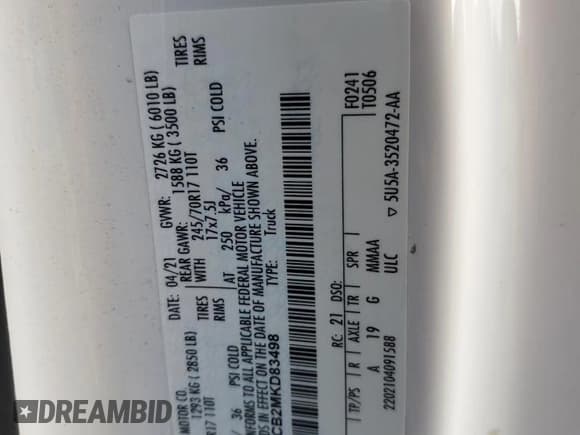 MOTOR CO.
DATE: 04/21 GVWR: 2726 KG ( 6010 LB)
1293 KG ( 2850 LB) REAR GAWR: 1588 KG ( 3500 LB)
TIRES WITH 245/70R17 110T TIRES
R17 110T RIMS 17x7.5J RIMS
/ 36 PSI COLD AT 250 kPa/ 36 PSI COLD
CONFORMS TO ALL APPLICABLE FEDERAL MOTOR VEHICLE
IN EFFECT ON THE DATE OF MANUFACTURE SHOWN ABOVE.
CB2MKD83498 TYPE: Truck
F0241
T0506
RC: 21 DSO:
TP/PS R AXLE TR SPR
A 19 G MMAA
2202104091588 ULC ▽ 5U5A-3520472-AA
DREAMBID